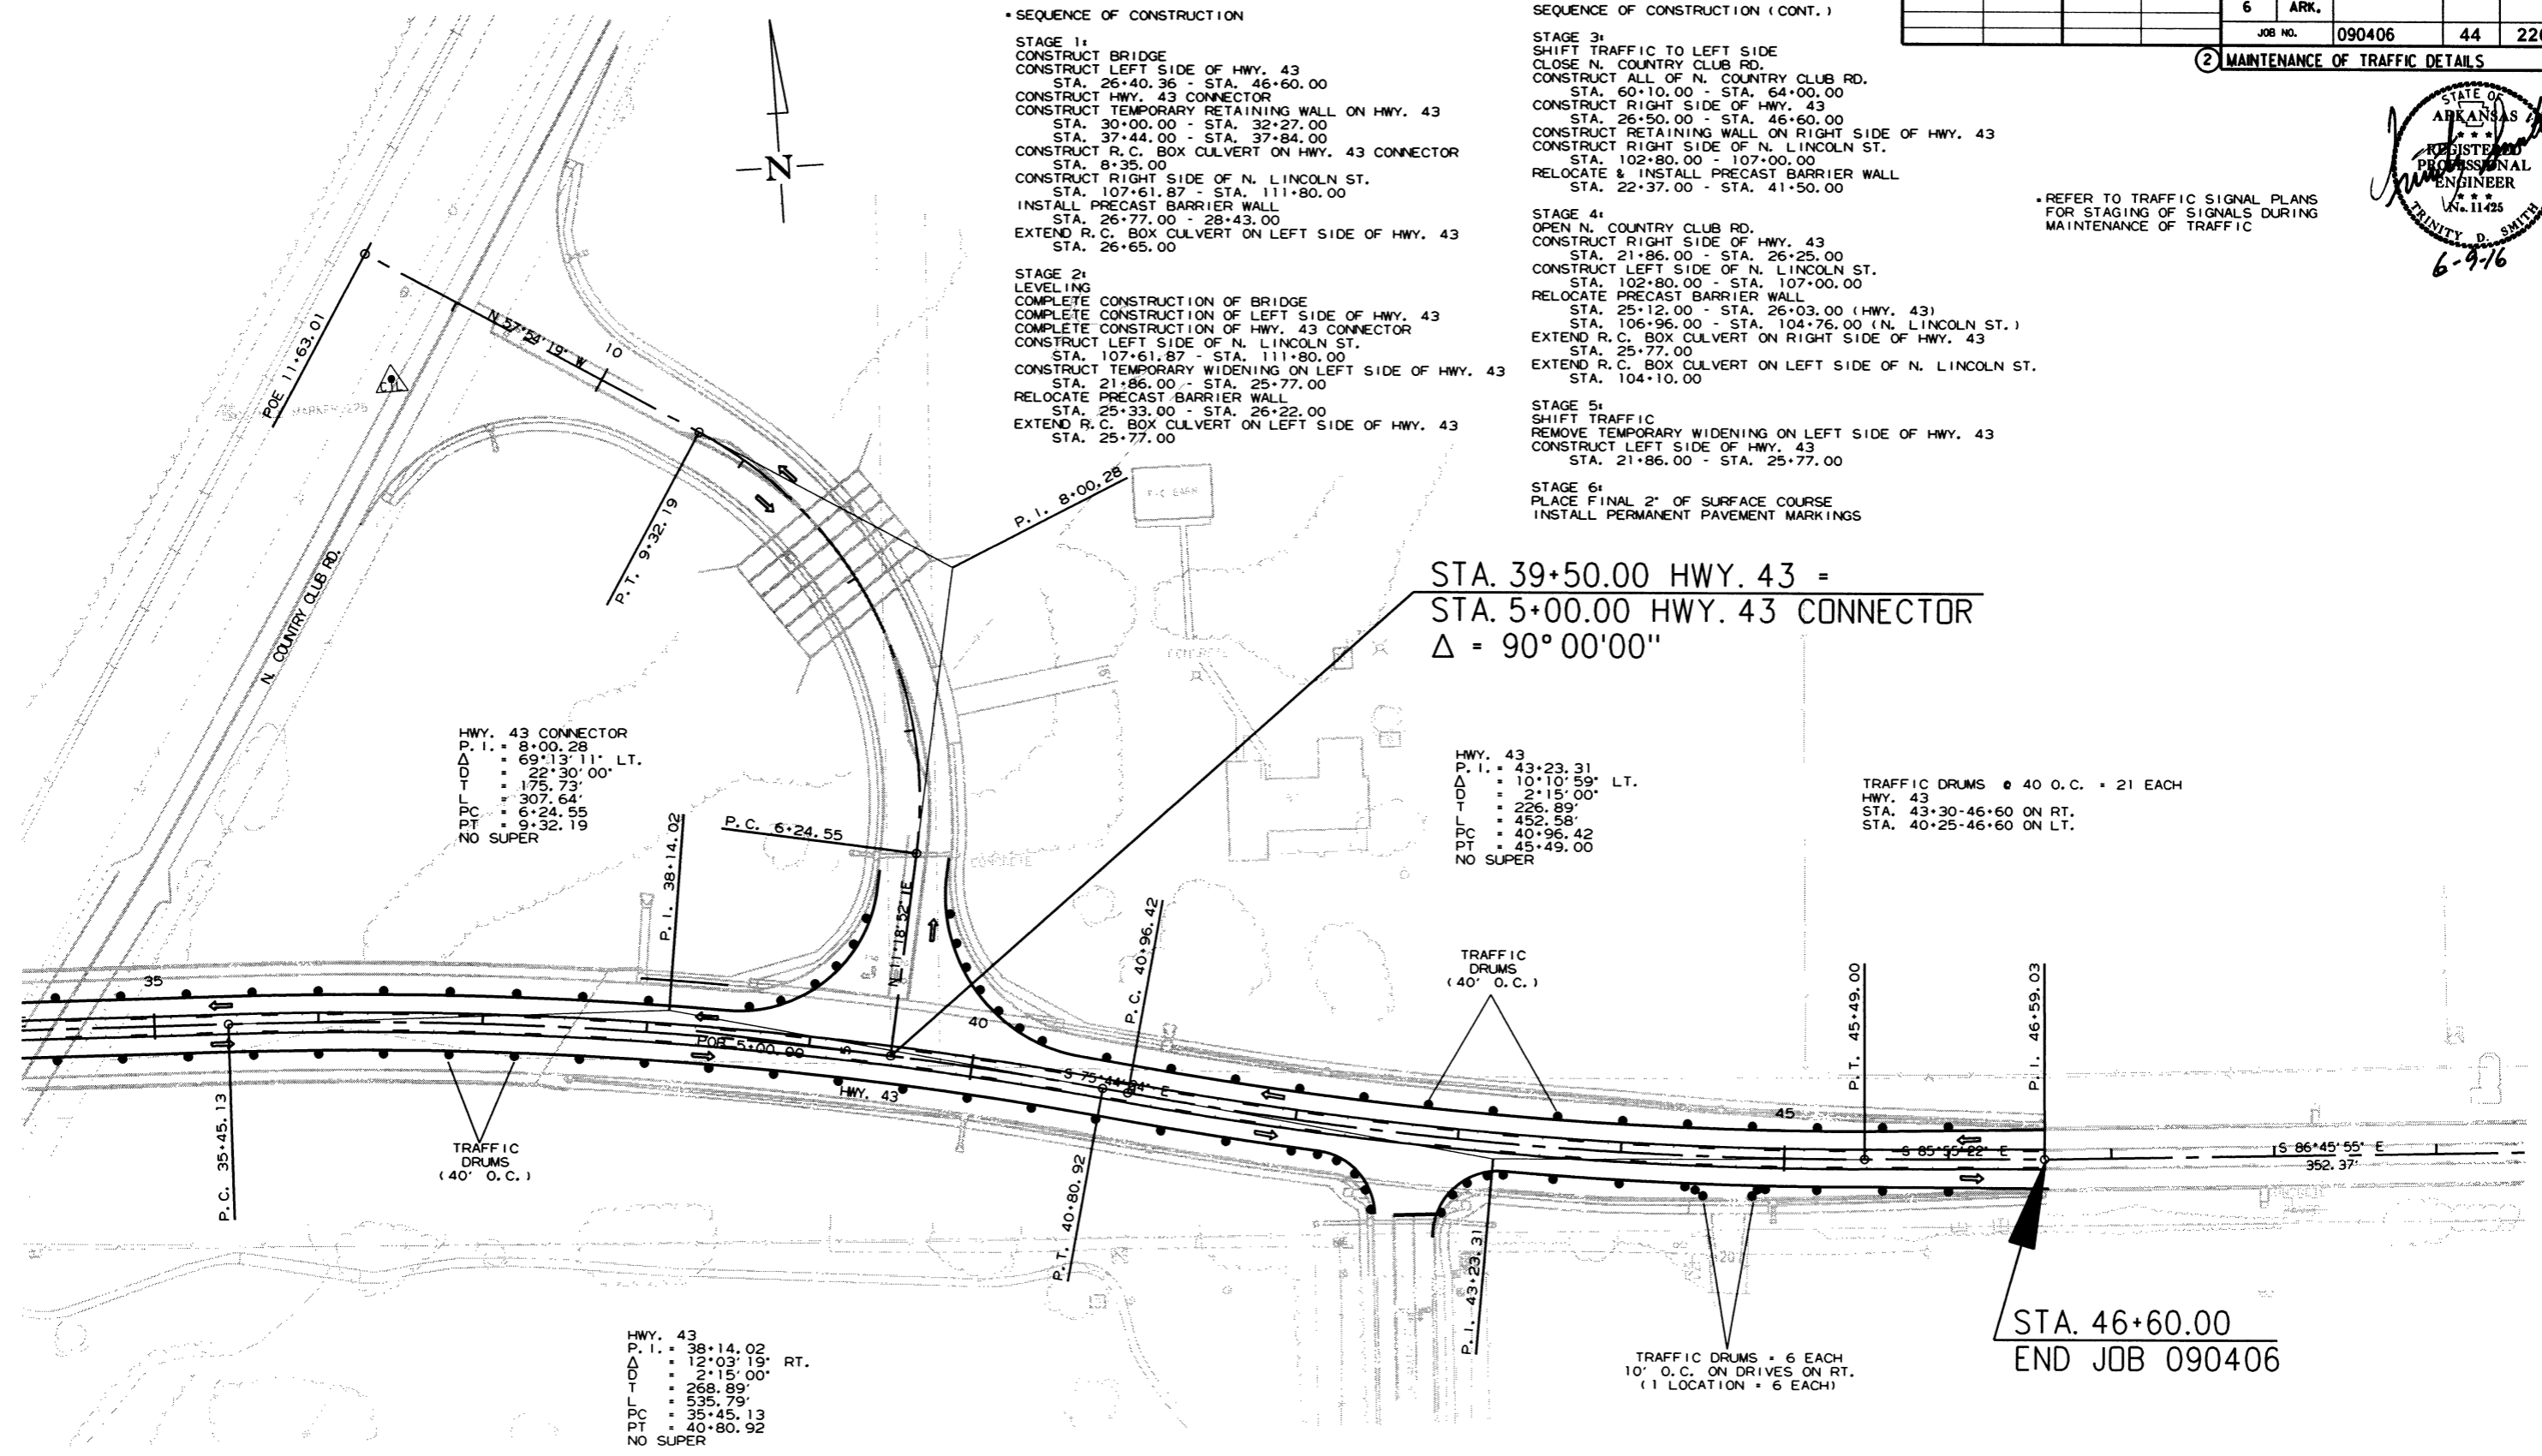 * SEQUENCE OF CONSTRUCTION
STAGE 1:
CONSTRUCT BRIDGE
CONSTRUCT LEFT SIDE OF HWY. 43
STA. 26+40.36 - STA. 46+60.00
CONSTRUCT HWY. 43 CONNECTOR
CONSTRUCT TEMPORARY RETAINING WALL ON HWY. 43
STA. 30+00.00 - STA. 32+27.00
STA. 37+44.00 - STA. 37+84.00
CONSTRUCT R.C. BOX CULVERT ON HWY. 43 CONNECTOR
STA. 8+35.00
CONSTRUCT RIGHT SIDE OF N. LINCOLN ST.
STA. 107+61.87 - STA. 111+80.00
INSTALL PRECAST BARRIER WALL
STA. 26+77.00 - 28+43.00
EXTEND R.C. BOX CULVERT ON LEFT SIDE OF HWY. 43
STA. 26+65.00
STAGE 2:
LEVELING
COMPLETE CONSTRUCTION OF BRIDGE
COMPLETE CONSTRUCTION OF LEFT SIDE OF HWY. 43
COMPLETE CONSTRUCTION OF HWY. 43 CONNECTOR
CONSTRUCT LEFT SIDE OF N. LINCOLN ST.
STA. 107+61.87 - STA. 111+80.00
CONSTRUCT TEMPORARY WIDENING ON LEFT SIDE OF HWY. 43
STA. 21+86.00 - STA. 25+77.00
RELOCATE PRECAST BARRIER WALL
STA. 25+33.00 - STA. 26+22.00
EXTEND R.C. BOX CULVERT ON LEFT SIDE OF HWY. 43
STA. 25+77.00
SEQUENCE OF CONSTRUCTION (CONT.)
STAGE 3:
SHIFT TRAFFIC TO LEFT SIDE
CLOSE N. COUNTRY CLUB RD.
CONSTRUCT ALL OF N. COUNTRY CLUB RD.
STA. 60+10.00 - STA. 64+00.00
CONSTRUCT RIGHT SIDE OF HWY. 43
STA. 26+50.00 - STA. 46+60.00
CONSTRUCT RETAINING WALL ON RIGHT SIDE OF HWY. 43
CONSTRUCT RIGHT SIDE OF N. LINCOLN ST.
STA. 102+80.00 - 107+00.00
RELOCATE & INSTALL PRECAST BARRIER WALL
STA. 22+37.00 - STA. 41+50.00
STAGE 4:
OPEN N. COUNTRY CLUB RD.
CONSTRUCT RIGHT SIDE OF HWY. 43
STA. 21+86.00 - STA. 26+25.00
CONSTRUCT LEFT SIDE OF N. LINCOLN ST.
STA. 102+80.00 - STA. 107+00.00
RELOCATE PRECAST BARRIER WALL
STA. 25+12.00 - STA. 26+03.00 (HWY. 43)
STA. 106+96.00 - STA. 104+76.00 (N. LINCOLN ST.)
EXTEND R.C. BOX CULVERT ON RIGHT SIDE OF HWY. 43
STA. 25+77.00
EXTEND R.C. BOX CULVERT ON LEFT SIDE OF N. LINCOLN ST.
STA. 104+10.00
STAGE 5:
SHIFT TRAFFIC
REMOVE TEMPORARY WIDENING ON LEFT SIDE OF HWY. 43
CONSTRUCT LEFT SIDE OF HWY. 43
STA. 21+86.00 - STA. 25+77.00
STAGE 6:
PLACE FINAL 2" OF SURFACE COURSE
INSTALL PERMANENT PAVEMENT MARKINGS
6 ARK.
JOB NO. 090406 44
2 MAINTENANCE OF TRAFFIC DETAILS
STATE OF
ARKANSAS
REGISTERED
PROFESSIONAL
ENGINEER
No. 11425
TRINITY D. SMITH
6-9-16
* REFER TO TRAFFIC SIGNAL PLANS
FOR STAGING OF SIGNALS DURING
MAINTENANCE OF TRAFFIC
N
POE 11+63.01
N 57°54'19" W
10
CTL
P.T. 9+32.19
P.I. 8+00.28
N. COUNTRY CLUB RD.
CONCRETE
STA. 39+50.00 HWY. 43 =
STA. 5+00.00 HWY. 43 CONNECTOR
Δ = 90°00'00"
HWY. 43 CONNECTOR
P.I. = 8+00.28
Δ = 69°13'11" LT.
D = 22°30'00"
T = 175.73'
L = 307.64'
PC = 6+24.55
PT = 9+32.19
NO SUPER
HWY. 43
P.I. = 43+23.31
Δ = 10°10'59" LT.
D = 2°15'00"
T = 226.89'
L = 452.58'
PC = 40+96.42
PT = 45+49.00
NO SUPER
TRAFFIC DRUMS @ 40 O.C. = 21 EACH
HWY. 43
STA. 43+30-46+60 ON RT.
STA. 40+25-46+60 ON LT.
P.I. 38+14.02
P.C. 6+24.55
CONCRETE
N 11°18'52" E
P.C. 40+96.42
TRAFFIC
DRUMS
(40' O.C.)
P.T. 45+49.00
P.I. 46+59.03
35
40
45
POB 5+00.00
HWY. 43
S 75°44'24" E
S 85°55'22" E
S 86°45'55" E
352.37'
P.C. 35+45.13
TRAFFIC
DRUMS
(40' O.C.)
P.T. 40+80.92
P.I. 43+23.31
TRAFFIC DRUMS = 6 EACH
10' O.C. ON DRIVES ON RT.
(1 LOCATION = 6 EACH)
STA. 46+60.00
END JOB 090406
HWY. 43
P.I. = 38+14.02
Δ = 12°03'19" RT.
D = 2°15'00"
T = 268.89'
L = 535.79'
PC = 35+45.13
PT = 40+80.92
NO SUPER